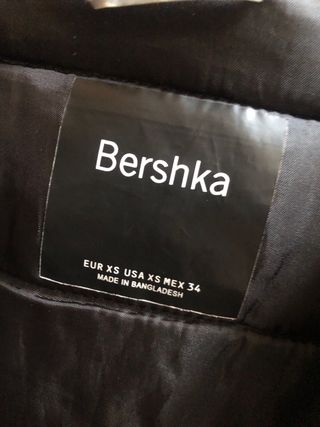 Bershka
EUR XS USA XS MEX 34
MADE IN BANGLADESH